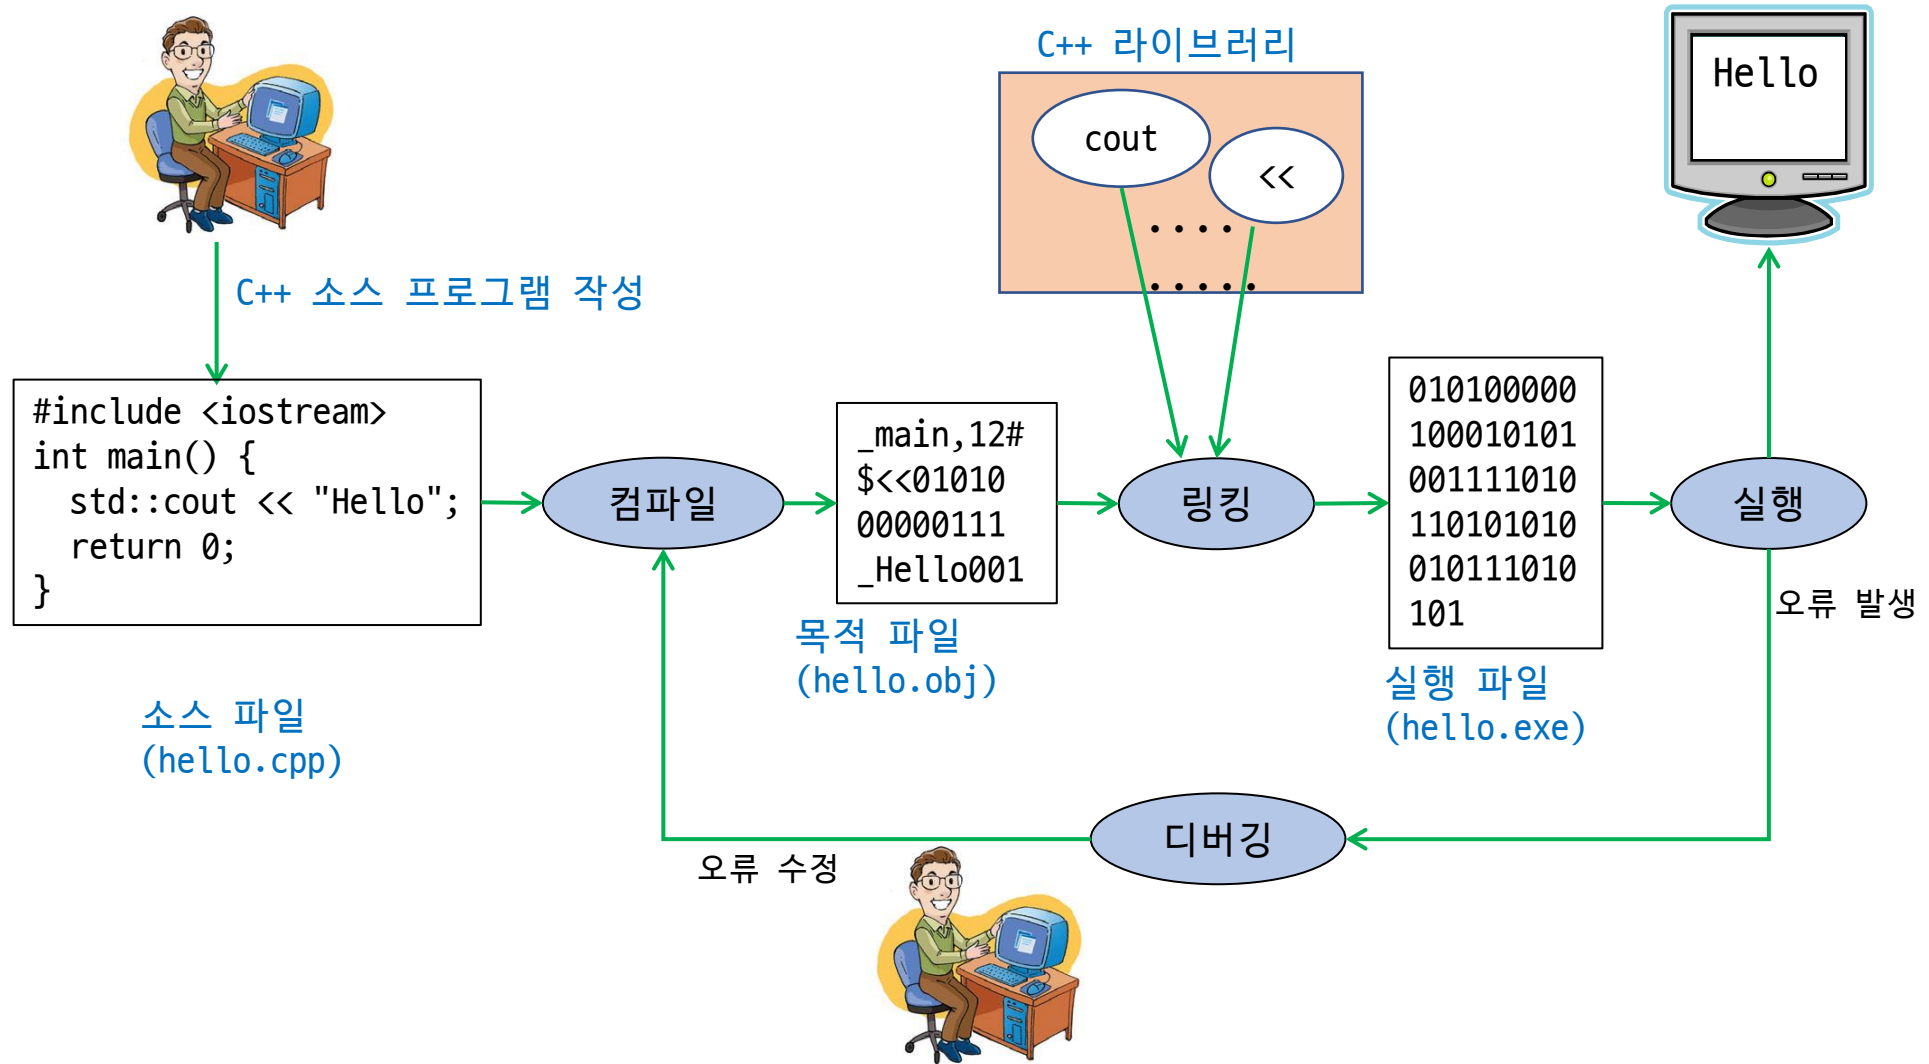 C++ 라이브러리
cout
<<
....
.....
Hello
C++ 소스 프로그램 작성
#include <iostream>
int main() {
  std::cout << "Hello";
  return 0;
}
소스 파일
(hello.cpp)
컴파일
_main,12#
$<<01010
00000111
_Hello001
목적 파일
(hello.obj)
링킹
010100000
100010101
001111010
110101010
010111010
101
실행 파일
(hello.exe)
실행
오류 발생
디버깅
오류 수정